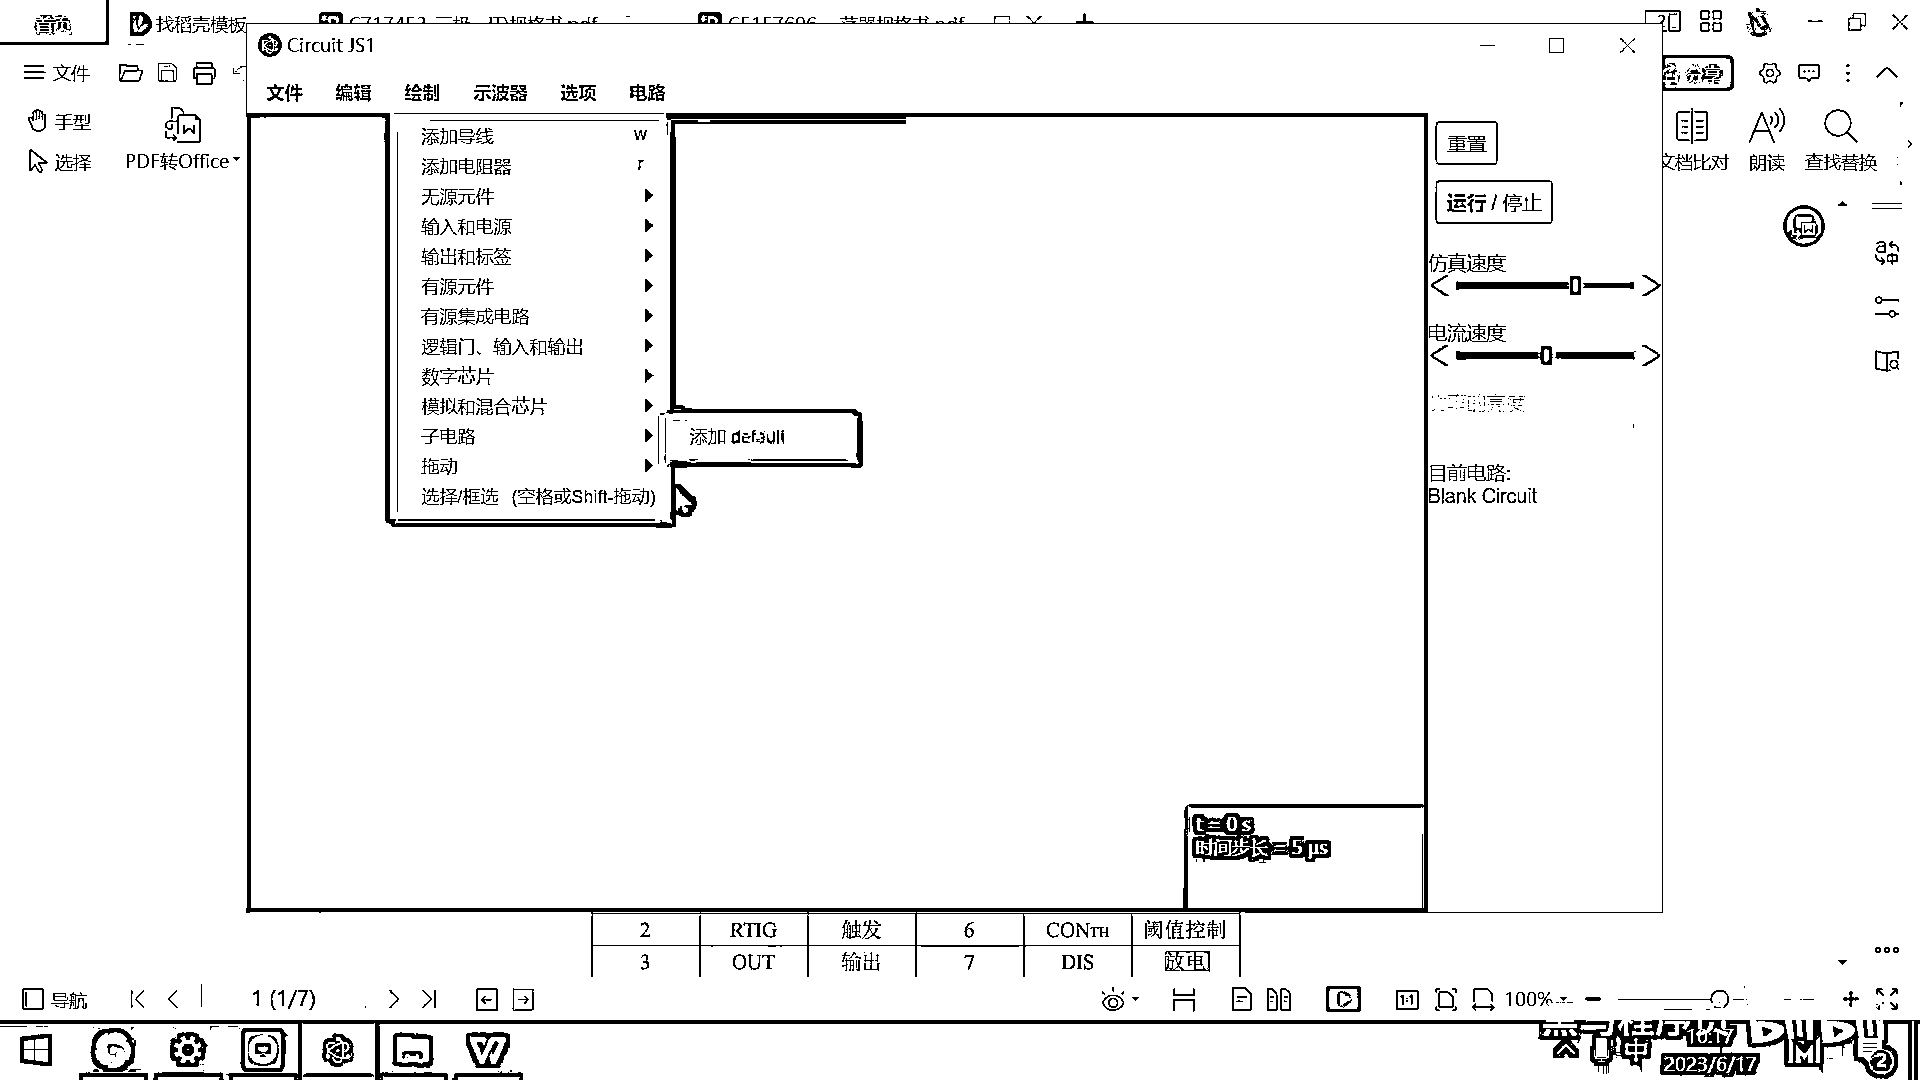 首页
找稻壳模板
Circuit JS1
文件
手型
选择
PDF转Office
文件 编辑 绘制 示波器 选项 电路
添加导线 w
添加电阻器 r
无源元件
输入和电源
输出和标签
有源元件
有源集成电路
逻辑门、输入和输出
数字芯片
模拟和混合芯片
子电路
添加 default
拖动
选择/框选 (空格或Shift-拖动)
重置
运行 / 停止
仿真速度
电流速度
目前电路:
Blank Circuit
文档比对 朗读 查找替换
t = 0 s
时间步长 = 5 μs
2 RTIG 触发 6 CONTH 阈值控制
3 OUT 输出 7 DIS 放电
导航
1 (1/7)
100%
中
10:17
2023/6/17
2